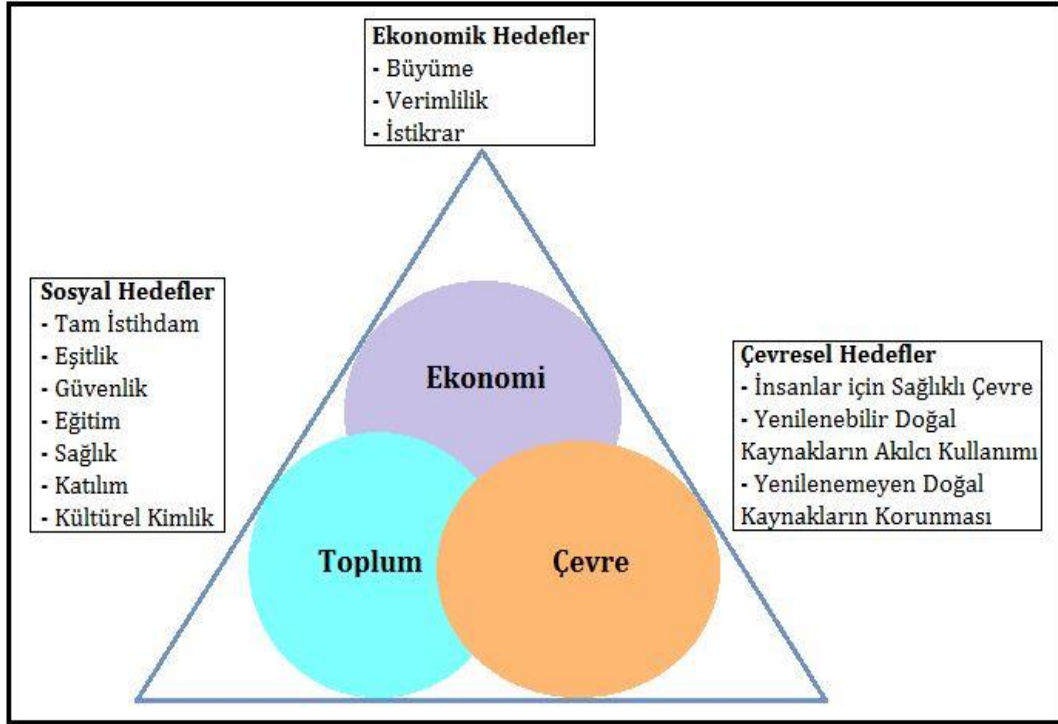 Ekonomik Hedefler
- Büyüme
- Verimlilik
- İstikrar
Sosyal Hedefler
- Tam İstihdam
- Eşitlik
- Güvenlik
- Eğitim
- Sağlık
- Katılım
- Kültürel Kimlik
Ekonomi
Çevresel Hedefler
- İnsanlar için Sağlıklı Çevre
- Yenilenebilir Doğal
Kaynakların Akılcı Kullanımı
- Yenilenemeyen Doğal
Kaynakların Korunması
Toplum
Çevre